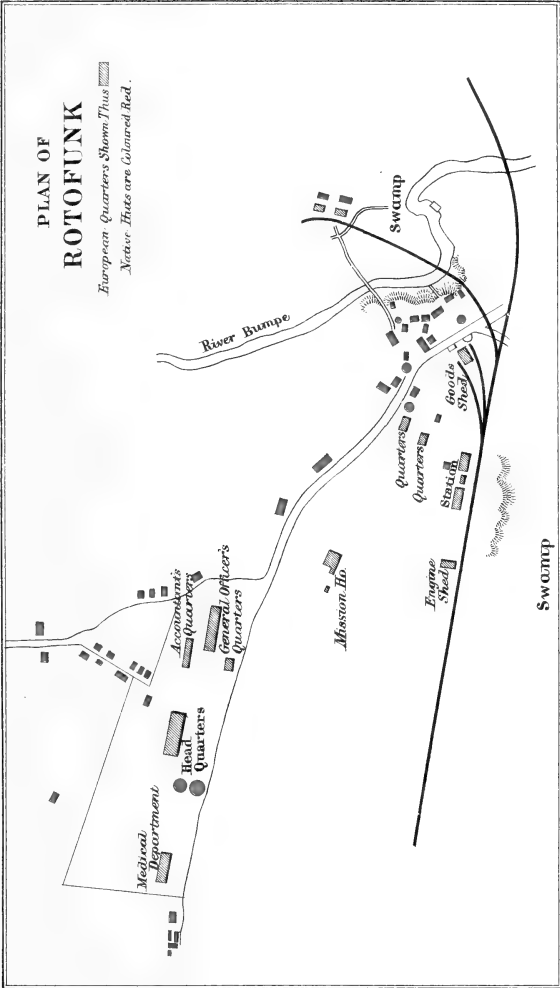 PLAN OF
ROTOFUNK
European Quarters Shown Thus
Native Huts are Coloured Red.
River Bumpe
Swamp
Goods
Shed
Quarters
Quarters
Station
Engine
Shed
Swamp
Mission Ho.
Accountant's
Quarters
General Officer's
Quarters
Head
Quarters
Medical
Department